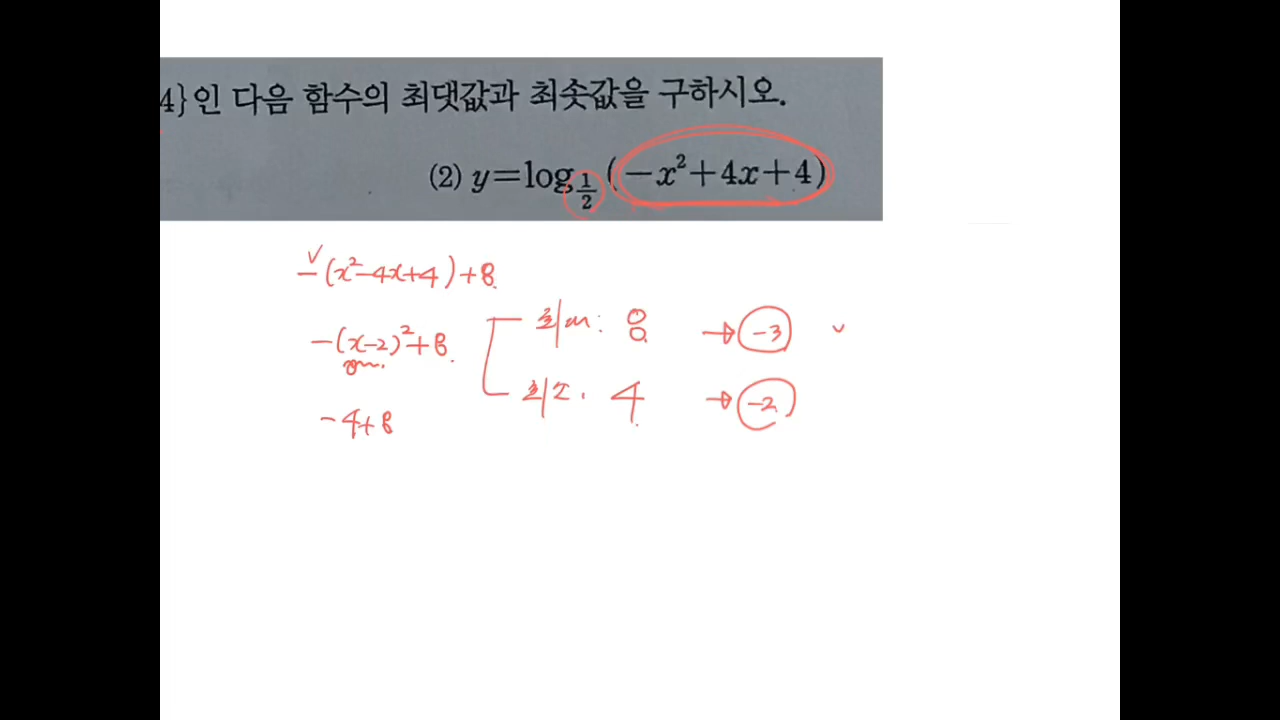 4}인 다음 함수의 최댓값과 최솟값을 구하시오.
(2) y=log_{1/2}(-x²+4x+4)
-(x²-4x+4)+8
-(x-2)²+8
최대: 8 → -3
최소: 4 → -2
-4+8